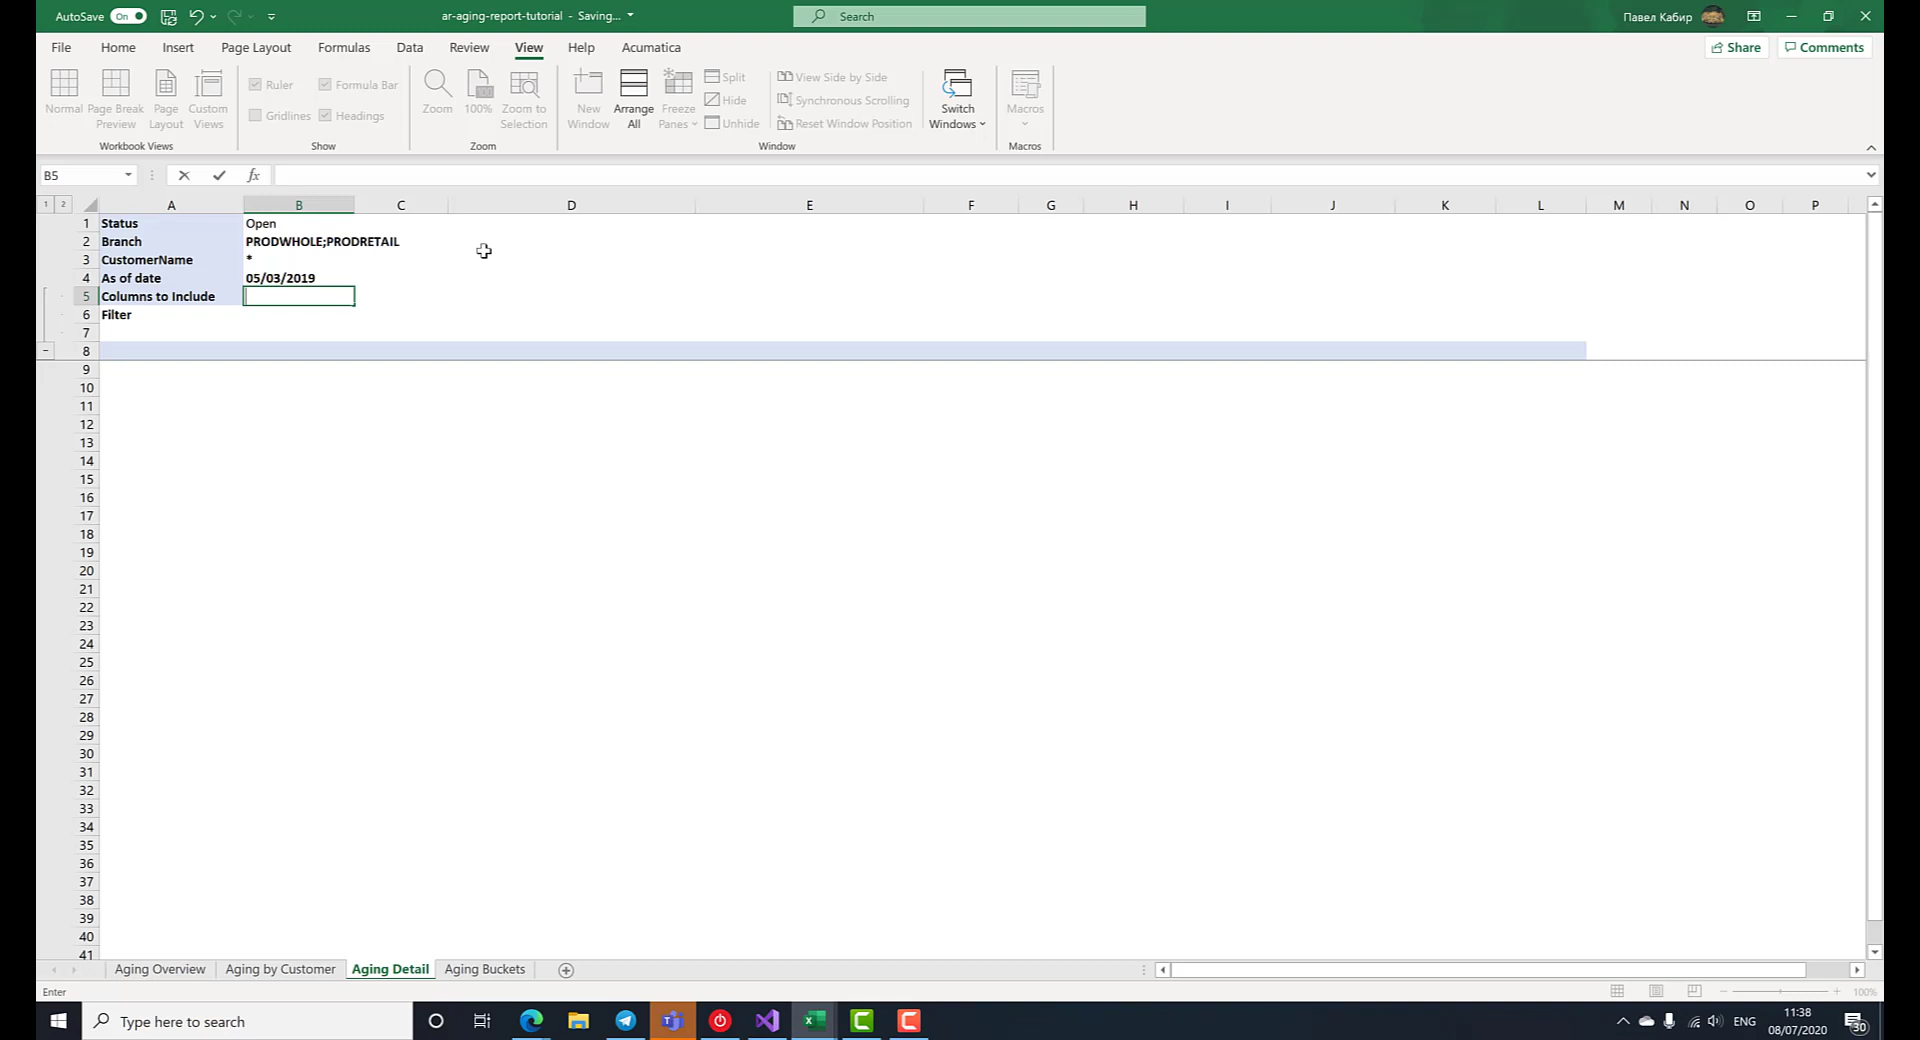 AutoSave On ar-aging-report-tutorial - Saving... Search Павел Кабир
File Home Insert Page Layout Formulas Data Review View Help Acumatica Share Comments
Normal Page Break Preview Page Layout Custom Views
Workbook Views
Ruler Formula Bar
Gridlines Headings
Show
Zoom 100% Zoom to Selection
Zoom
New Window Arrange All Freeze Panes
Split View Side by Side
Hide Synchronous Scrolling
Unhide Reset Window Position
Window
Switch Windows
Macros
Macros
B5 fx
1 2 A B C D E F G H I J K L M N O P
1 Status Open
2 Branch PRODWHOLE;PRODRETAIL
3 CustomerName *
4 As of date 05/03/2019
5 Columns to Include
6 Filter
7
8
9
10
11
12
13
14
15
16
17
18
19
20
21
22
23
24
25
26
27
28
29
30
31
32
33
34
35
36
37
38
39
40
41
Aging Overview Aging by Customer Aging Detail Aging Buckets
Enter 100%
Type here to search ENG 11:38
08/07/2020 30